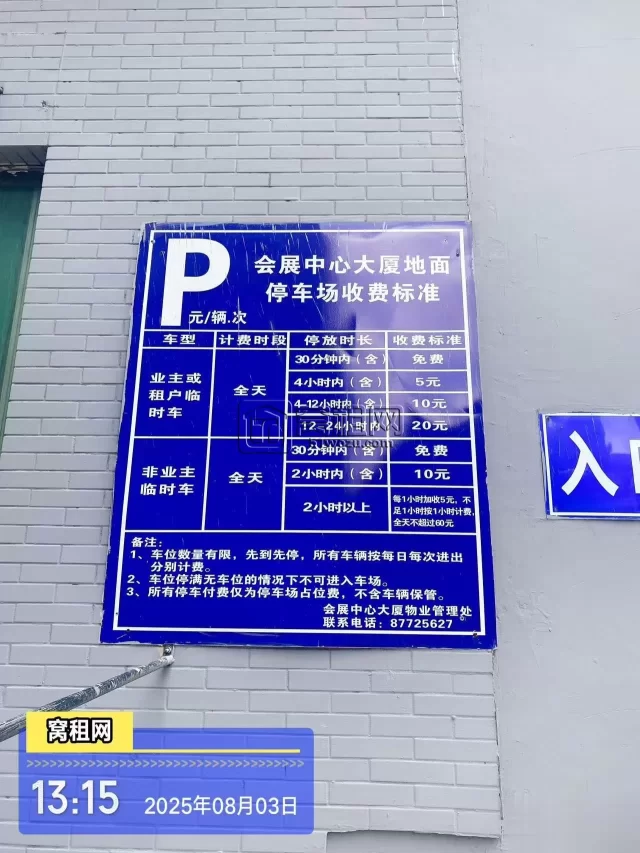 P
会展中心大厦地面
停车场收费标准
元/辆.次
车型 计费时段 停放时长 收费标准
业主或
租户临
时车
全天
30分钟内（含） 免费
4小时内（含） 5元
4-12小时内（含） 10元
12-24小时内 20元
非业主
临时车
全天
30分钟内（含） 免费
2小时内（含） 10元
2小时以上
每1小时加收5元，不
足1小时按1小时计费，
全天不超过60元
备注：
1、车位数量有限，先到先停，所有车辆按每日每次进出
分别计费。
2、车位停满无车位的情况下不可进入车场。
3、所有停车付费仅为停车场占位费，不含车辆保管。
会展中心大厦物业管理处
联系电话：87725627
入
窝租网
13:15 2025年08月03日